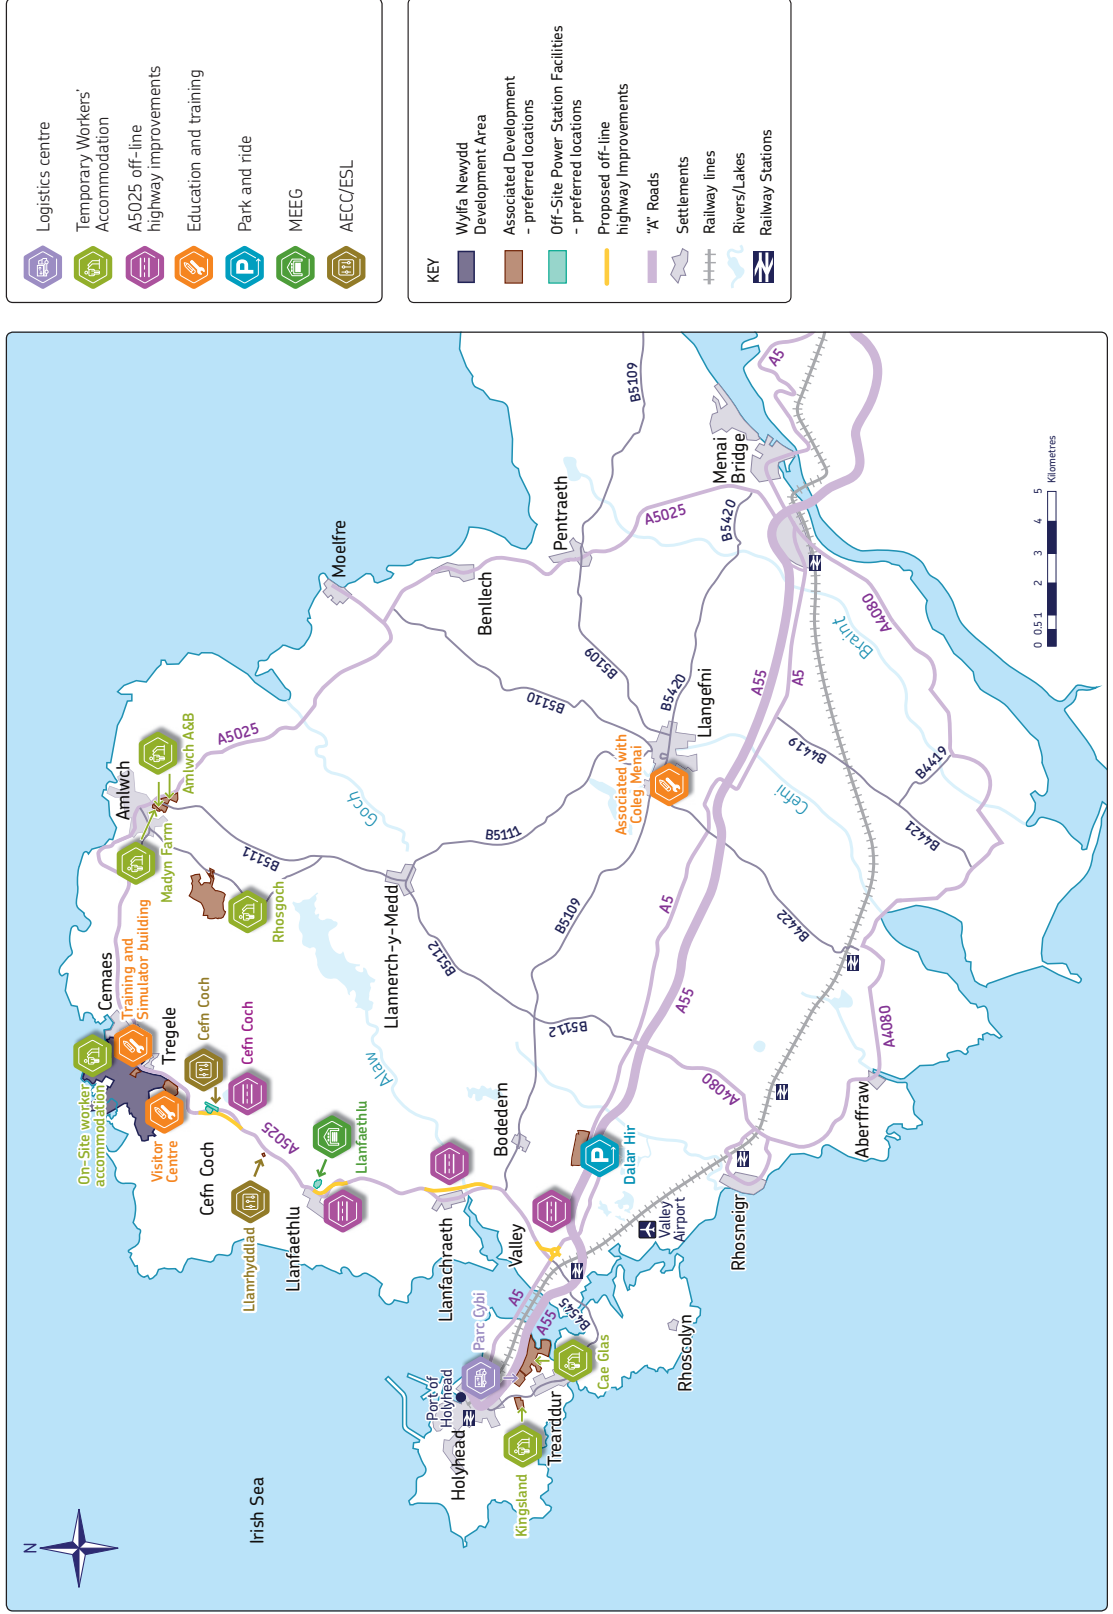 Logistics centre
Temporary Workers'
Accommodation
A5025 off-line
highway improvements
Education and training
Park and ride
MEEG
AECC/ESL
KEY
Wylfa Newydd
Development Area
Associated Development
- preferred locations
Off-Site Power Station Facilities
- preferred locations
Proposed off-line
highway Improvements
"A" Roads
Settlements
Railway lines
Rivers/Lakes
Railway Stations
N
Irish Sea
On-Site worker
accommodation
Cemaes
Training and
Simulator building
Tregele
Visitor
Centre
Cefn Coch
Cefn Coch
Cefn Coch
Amlwch
Amlwch A&B
Madyn Farm
Rhosgoch
A5025
B5111
Goch
Moelfre
Benllech
Llanrhyddlad
Llanfaethlu
Llanfaethlu
A5025
Alaw
Llannerch-y-Medd
B5112
B5111
B5110
Pentraeth
B5109
B5109
A5025
B5420
Menai
Bridge
A5
Llanfachraeth
Bodedern
B5109
B5112
Associated with
Coleg Menai
Llangefni
B5420
Valley
Port of
Holyhead
Parc Cybi
Holyhead
A5
A55
B4545
Kingsland
Trearddur
Cae Glas
Rhoscolyn
Dalar Hir
Valley
Airport
Rhosneigr
A4080
A55
A5
B4422
A55
A5
B4419
Cefni
B4421
B4419
Braint
A4080
Aberffraw
A4080
0
0.5
1
2
3
4
5
Kilometres